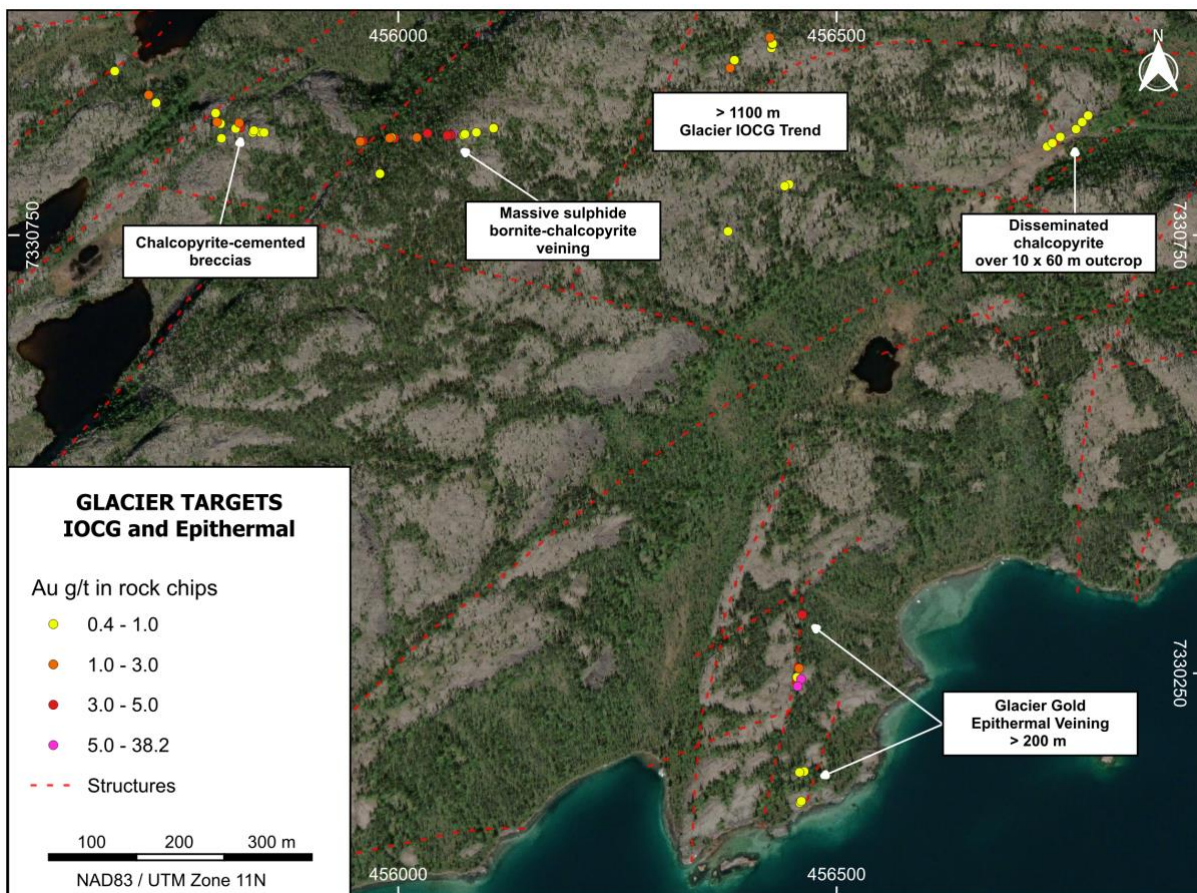 456000
456500
N
> 1100 m
Glacier IOCG Trend
7330750
Chalcopyrite-cemented
breccias
Massive sulphide
bornite-chalcopyrite
veining
Disseminated
chalcopyrite
over 10 x 60 m outcrop
7330750
GLACIER TARGETS
IOCG and Epithermal
Au g/t in rock chips
0.4 - 1.0
1.0 - 3.0
3.0 - 5.0
5.0 - 38.2
Structures
100 200 300 m
NAD83 / UTM Zone 11N
7330250
Glacier Gold
Epithermal Veining
> 200 m
456000
456500